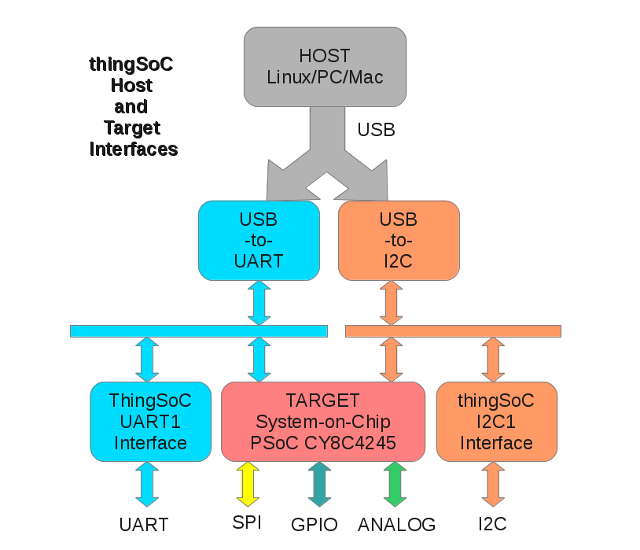 thingSoC
Host
and
Target
Interfaces
HOST
Linux/PC/Mac
USB
USB
-to-
UART
USB
-to-
I2C
ThingSoC
UART1
Interface
TARGET
System-on-Chip
PSoC CY8C4245
thingSoC
I2C1
Interface
UART
SPI
GPIO
ANALOG
I2C